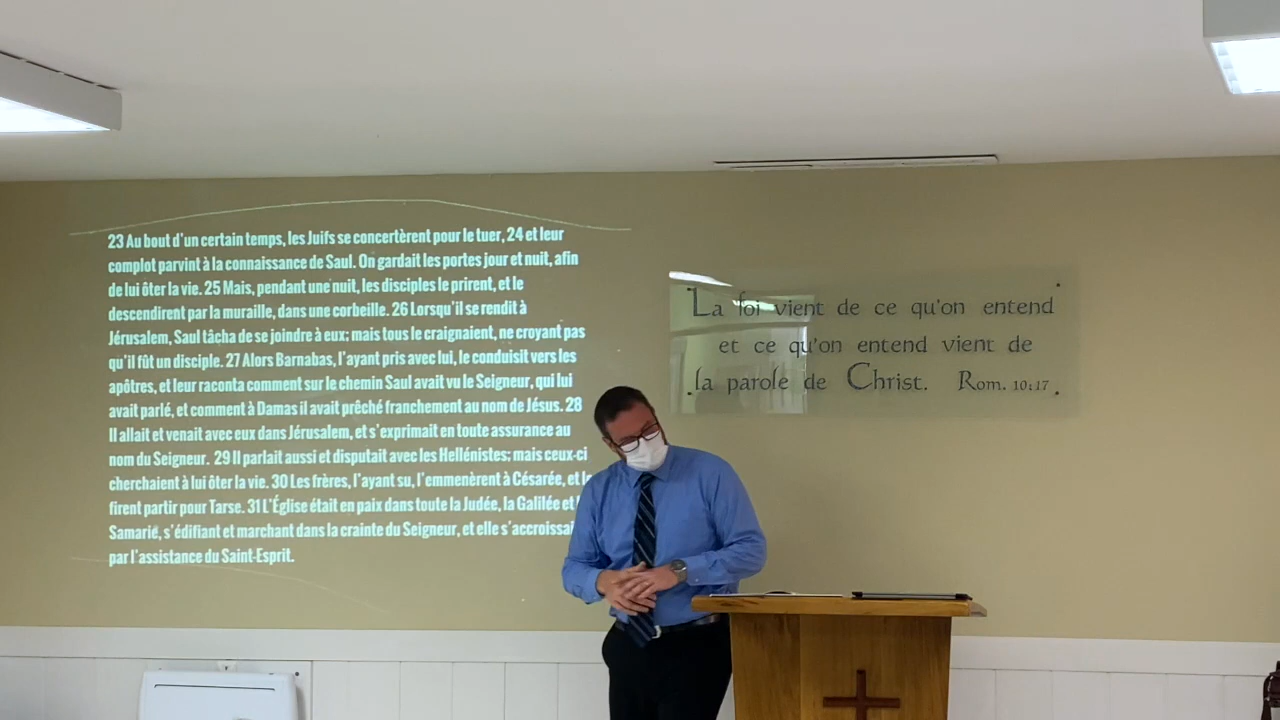 23 Au bout d'un certain temps, les Juifs se concertèrent pour le tuer, 24 et leur
complot parvint à la connaissance de Saul. On gardait les portes jour et nuit, afin
de lui ôter la vie. 25 Mais, pendant une nuit, les disciples le prirent, et le
descendirent par la muraille, dans une corbeille. 26 Lorsqu'il se rendit à
Jérusalem, Saul tâcha de se joindre à eux; mais tous le craignaient, ne croyant pas
qu'il fût un disciple. 27 Alors Barnabas, l'ayant pris avec lui, le conduisit vers les
apôtres, et leur raconta comment sur le chemin Saul avait vu le Seigneur, qui lui
avait parlé, et comment à Damas il avait prêché franchement au nom de Jésus. 28
Il allait et venait avec eux dans Jérusalem, et s'exprimait en toute assurance au
nom du Seigneur. 29 Il parlait aussi et disputait avec les Hellénistes; mais ceux-ci
cherchaient à lui ôter la vie. 30 Les frères, l'ayant su, l'emmenèrent à Césarée, et
firent partir pour Tarse. 31 L'Église était en paix dans toute la Judée, la Galilée et
Samarie, s'édifiant et marchant dans la crainte du Seigneur, et elle
par l'assistance du Saint-Esprit.
La foi vient de ce qu'on entend
et ce qu'on entend vient de
la parole de Christ. Rom. 10:17